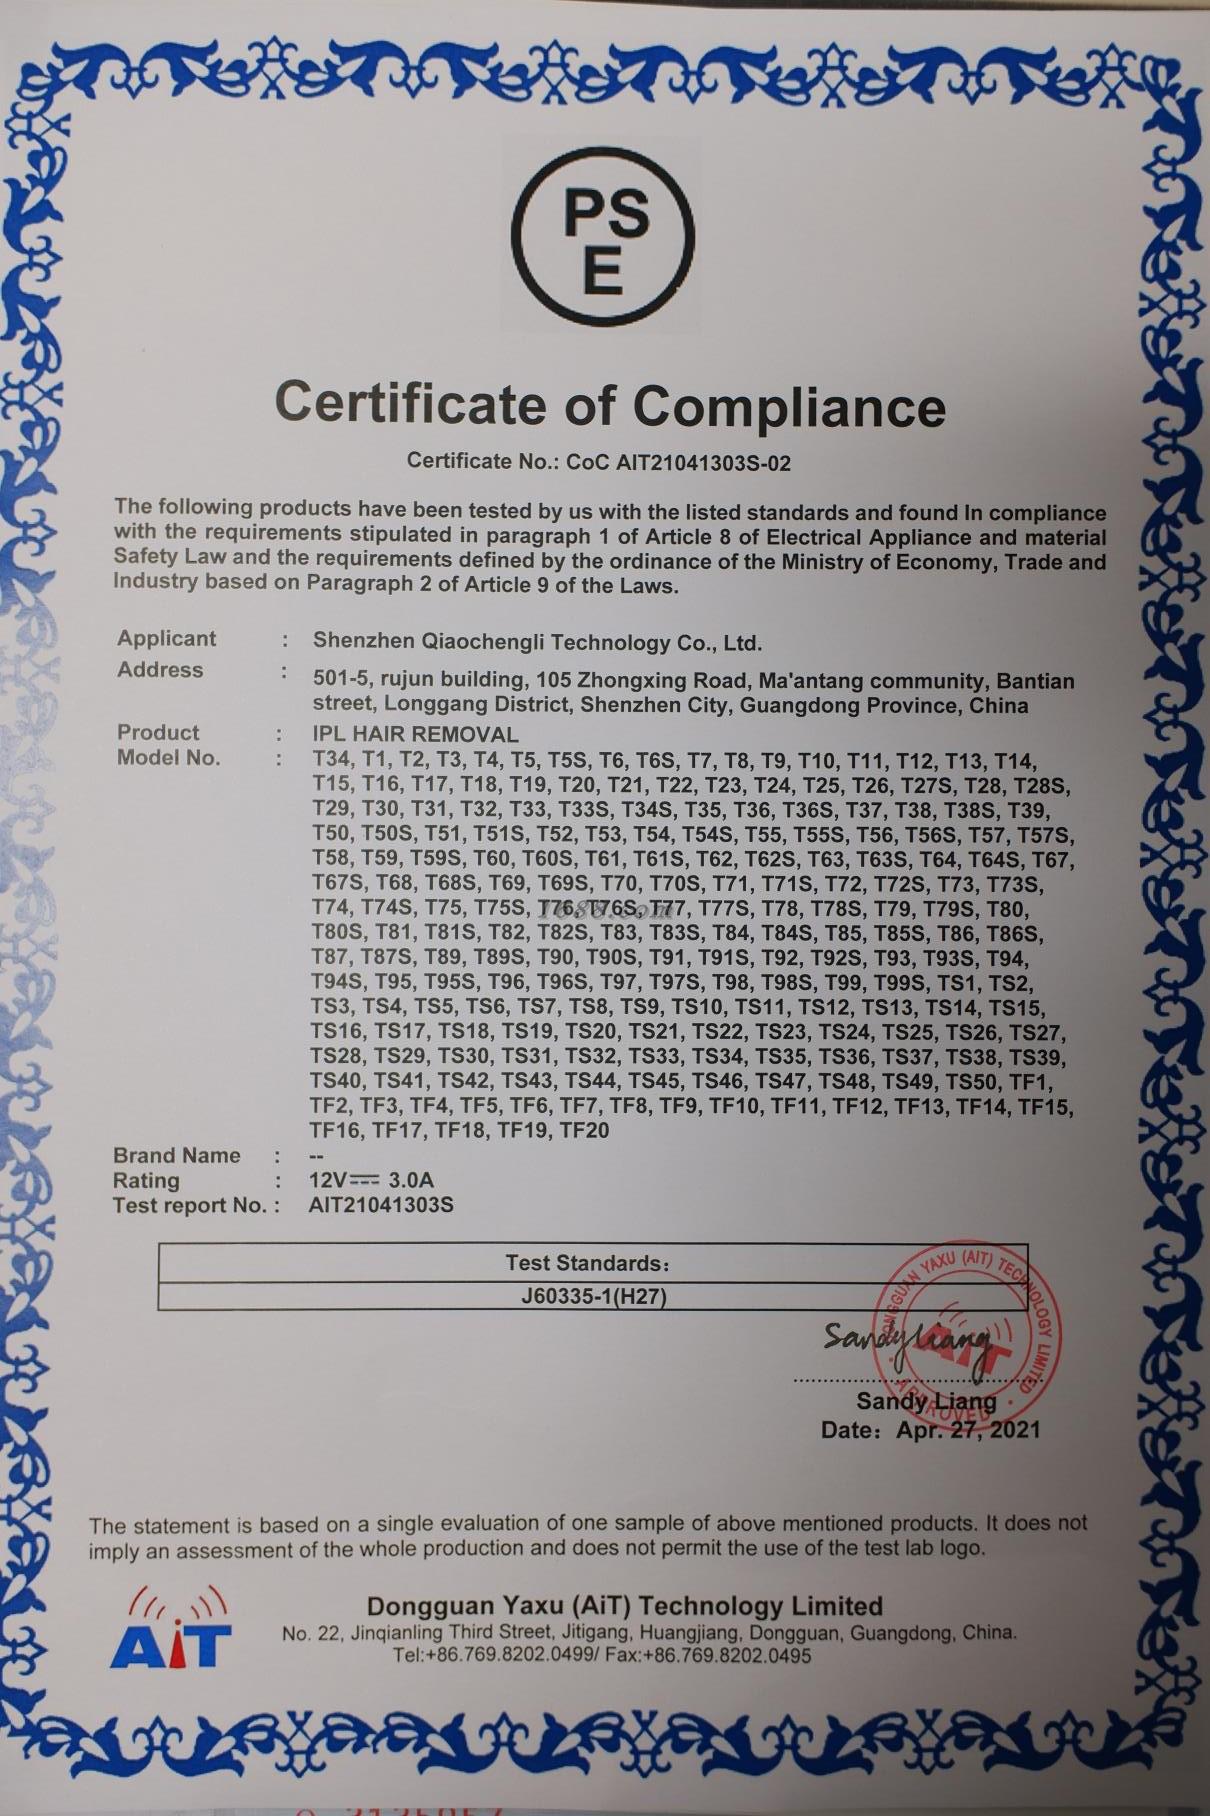 PS
E
Certificate of Compliance
Certificate No.: CoC AIT21041303S-02
The following products have been tested by us with the listed standards and found In compliance
with the requirements stipulated in paragraph 1 of Article 8 of Electrical Appliance and material
Safety Law and the requirements defined by the ordinance of the Ministry of Economy, Trade and
Industry based on Paragraph 2 of Article 9 of the Laws.
Applicant : Shenzhen Qiaochengli Technology Co., Ltd.
Address : 501-5, rujun building, 105 Zhongxing Road, Ma'antang community, Bantian
street, Longgang District, Shenzhen City, Guangdong Province, China
Product : IPL HAIR REMOVAL
Model No. : T34, T1, T2, T3, T4, T5, T5S, T6, T6S, T7, T8, T9, T10, T11, T12, T13, T14,
T15, T16, T17, T18, T19, T20, T21, T22, T23, T24, T25, T26, T27S, T28, T28S,
T29, T30, T31, T32, T33, T33S, T34S, T35, T36, T36S, T37, T38, T38S, T39,
T50, T50S, T51, T51S, T52, T53, T54, T54S, T55, T55S, T56, T56S, T57, T57S,
T58, T59, T59S, T60, T60S, T61, T61S, T62, T62S, T63, T63S, T64, T64S, T67,
T67S, T68, T68S, T69, T69S, T70, T70S, T71, T71S, T72, T72S, T73, T73S,
T74, T74S, T75, T75S, T76, T76S, T77, T77S, T78, T78S, T79, T79S, T80,
1688.com
T80S, T81, T81S, T82, T82S, T83, T83S, T84, T84S, T85, T85S, T86, T86S,
T87, T87S, T89, T89S, T90, T90S, T91, T91S, T92, T92S, T93, T93S, T94,
T94S, T95, T95S, T96, T96S, T97, T97S, T98, T98S, T99, T99S, TS1, TS2,
TS3, TS4, TS5, TS6, TS7, TS8, TS9, TS10, TS11, TS12, TS13, TS14, TS15,
TS16, TS17, TS18, TS19, TS20, TS21, TS22, TS23, TS24, TS25, TS26, TS27,
TS28, TS29, TS30, TS31, TS32, TS33, TS34, TS35, TS36, TS37, TS38, TS39,
TS40, TS41, TS42, TS43, TS44, TS45, TS46, TS47, TS48, TS49, TS50, TF1,
TF2, TF3, TF4, TF5, TF6, TF7, TF8, TF9, TF10, TF11, TF12, TF13, TF14, TF15,
TF16, TF17, TF18, TF19, TF20
Brand Name : --
Rating : 12V⎓ 3.0A
Test report No. : AIT21041303S
Test Standards:
J60335-1(H27)
DONGGUAN YAXU (AIT) TECHNOLOGY LIMITED
AiT
APPROVED
Sandy Liang
Sandy Liang
Date: Apr. 27, 2021
The statement is based on a single evaluation of one sample of above mentioned products. It does not
imply an assessment of the whole production and does not permit the use of the test lab logo.
AiT
Dongguan Yaxu (AiT) Technology Limited
No. 22, Jinqianling Third Street, Jitigang, Huangjiang, Dongguan, Guangdong, China.
Tel:+86.769.8202.0499/ Fax:+86.769.8202.0495